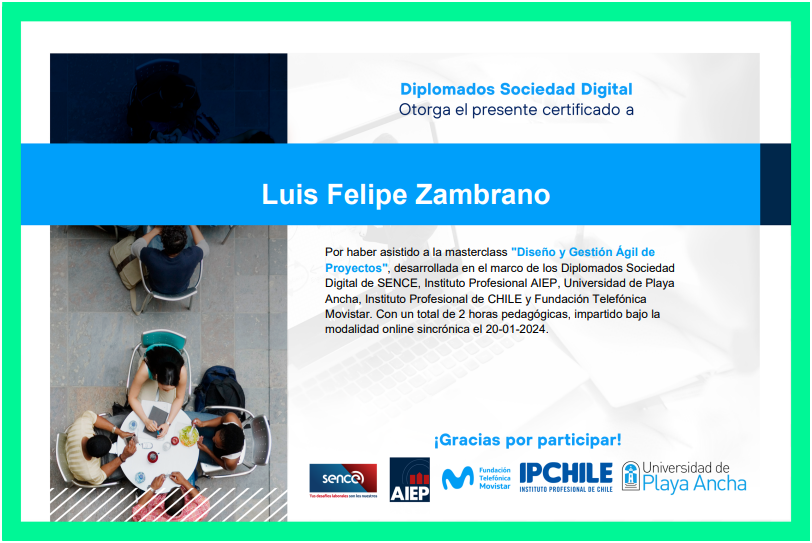 Diplomados Sociedad Digital
Otorga el presente certificado a
Luis Felipe Zambrano
Por haber asistido a la masterclass "Diseño y Gestión Ágil de
Proyectos", desarrollada en el marco de los Diplomados Sociedad
Digital de SENCE, Instituto Profesional AIEP, Universidad de Playa
Ancha, Instituto Profesional de CHILE y Fundación Telefónica
Movistar. Con un total de 2 horas pedagógicas, impartido bajo la
modalidad online sincrónica el 20-01-2024.
¡Gracias por participar!
sence
Tus desafíos laborales son los nuestros
AIEP
Fundación
Telefónica
Movistar
IPCHILE
INSTITUTO PROFESIONAL DE CHILE
Universidad de
Playa Ancha